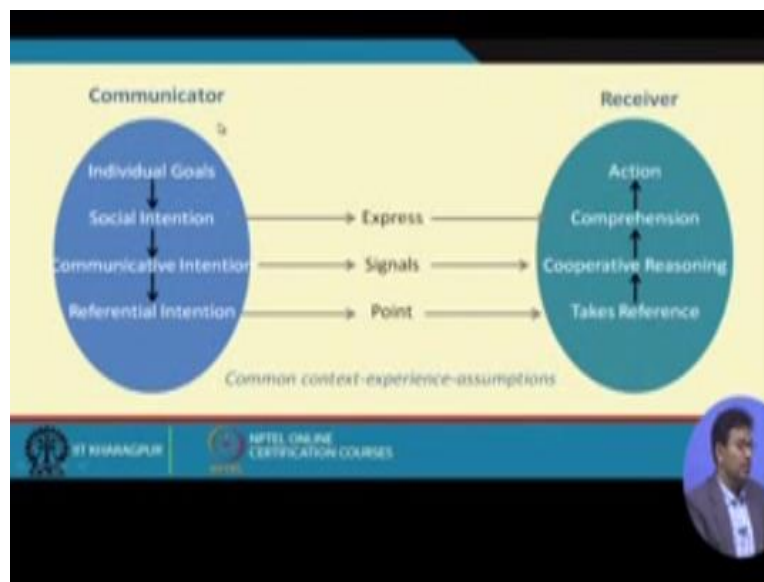 Communicator
Receiver
Individual Goals
Action
Social Intention
Express
Comprehension
Communicative Intention
Signals
Cooperative Reasoning
Referential Intention
Point
Takes Reference
Common context-experience-assumptions
IIT KHARAGPUR
NPTEL ONLINE
CERTIFICATION COURSES
NPTEL